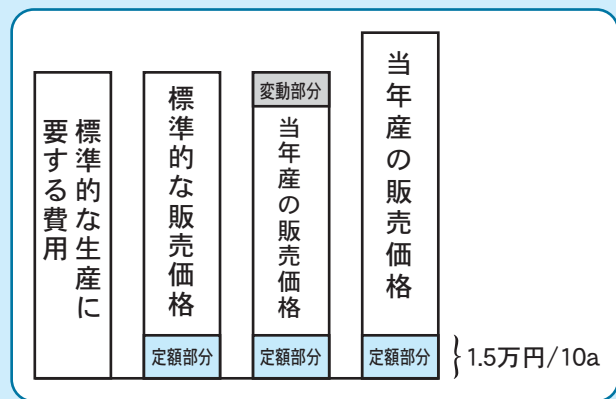 標準的な生産に
要する費用
標準的な販売価格
定額部分
変動部分
当年産の販売価格
定額部分
当年産の販売価格
定額部分
1.5万円/10a